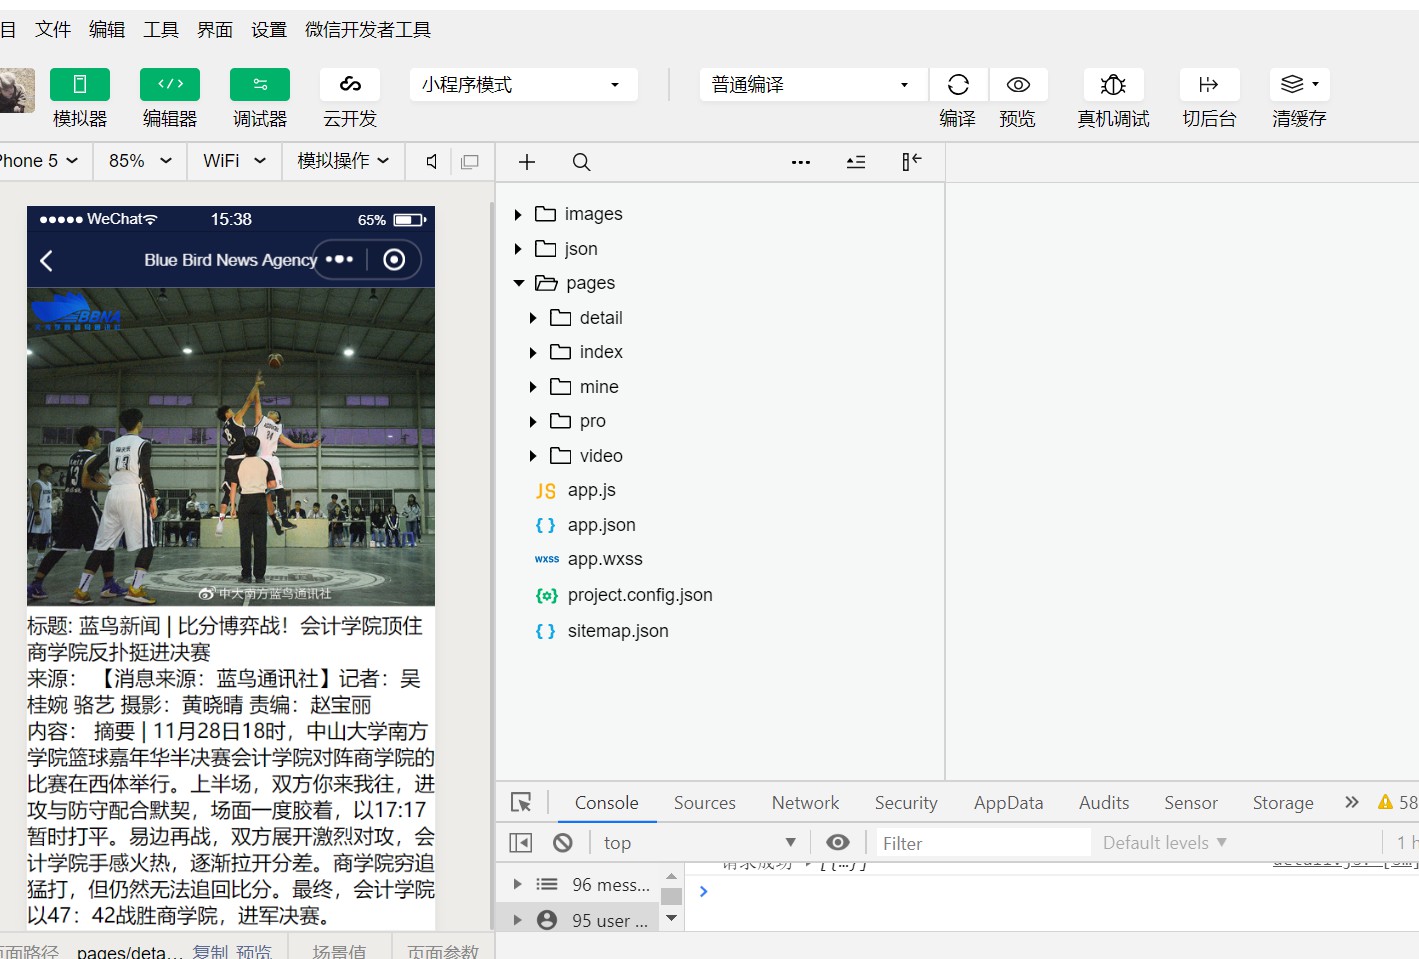 目 文件 编辑 工具 界面 设置 微信开发者工具
模拟器 编辑器 调试器 云开发 小程序模式 普通编译 编译 预览 真机调试 切后台 清缓存
Phone 5 85% WiFi 模拟操作
WeChat 15:38 65%
Blue Bird News Agency
BBNA
中大南方蓝鸟通讯社
标题: 蓝鸟新闻 | 比分博弈战！会计学院顶住
商学院反扑挺进决赛
来源： 【消息来源：蓝鸟通讯社】记者：吴
桂婉 骆艺 摄影：黄晓晴 责编：赵宝丽
内容： 摘要 | 11月28日18时，中山大学南方
学院篮球嘉年华半决赛会计学院对阵商学院的
比赛在西体举行。上半场，双方你来我往，进
攻与防守配合默契，场面一度胶着，以17:17
暂时打平。易边再战，双方展开激烈对攻，会
计学院手感火热，逐渐拉开分差。商学院穷追
猛打，但仍然无法追回比分。最终，会计学院
以47：42战胜商学院，进军决赛。
页面路径 pages/deta... 复制 预览 场景值 页面参数
images
json
pages
detail
index
mine
pro
video
JS app.js
{ } app.json
wxss app.wxss
project.config.json
{ } sitemap.json
Console Sources Network Security AppData Audits Sensor Storage 58
top Filter Default levels 1 h
96 mess...
95 user ...
请求成功 [{…}]